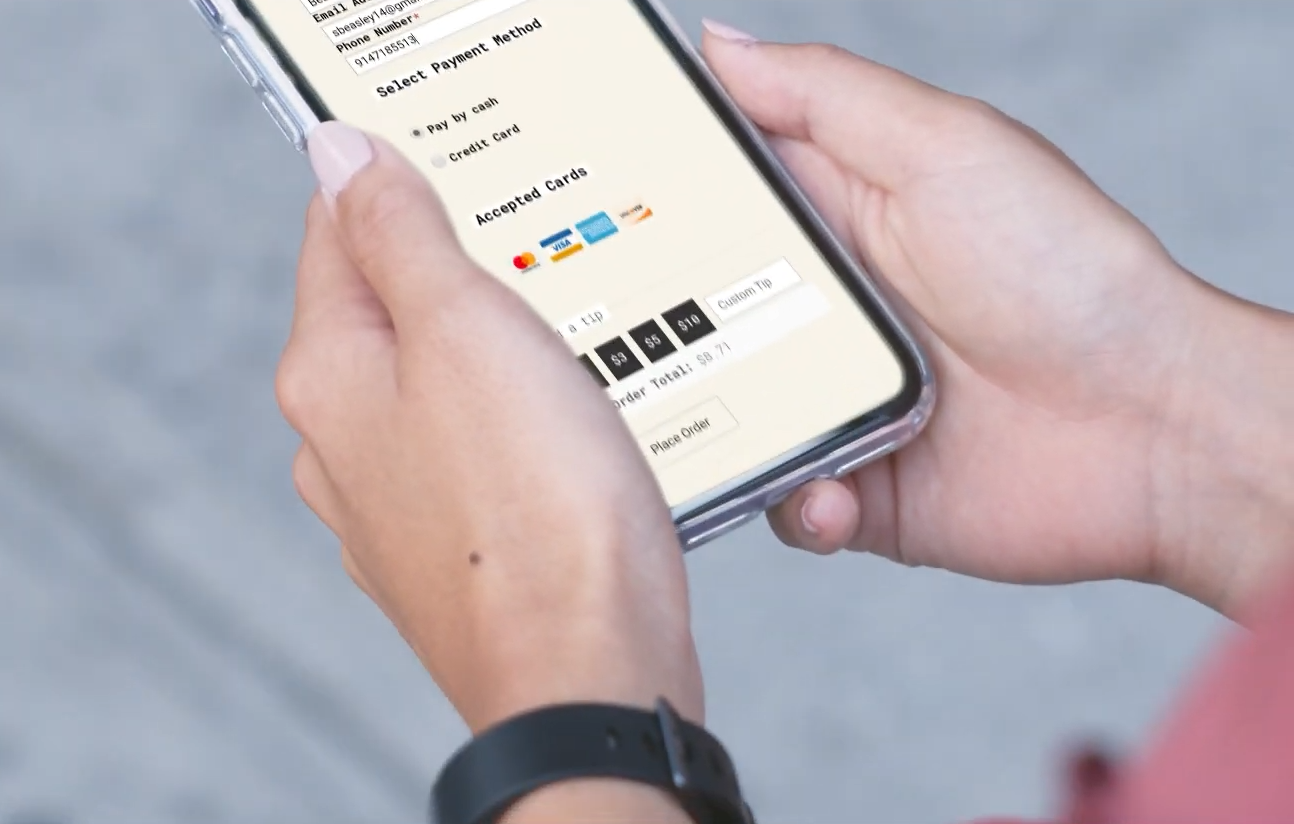 Email Ad
sbeasley14@gma
Phone Number*
9147185513
Select Payment Method
Pay by cash
Credit Card
Accepted Cards
VISA
a tip
$3 $5 $10 Custom Tip
Order Total: $8.71
Place Order